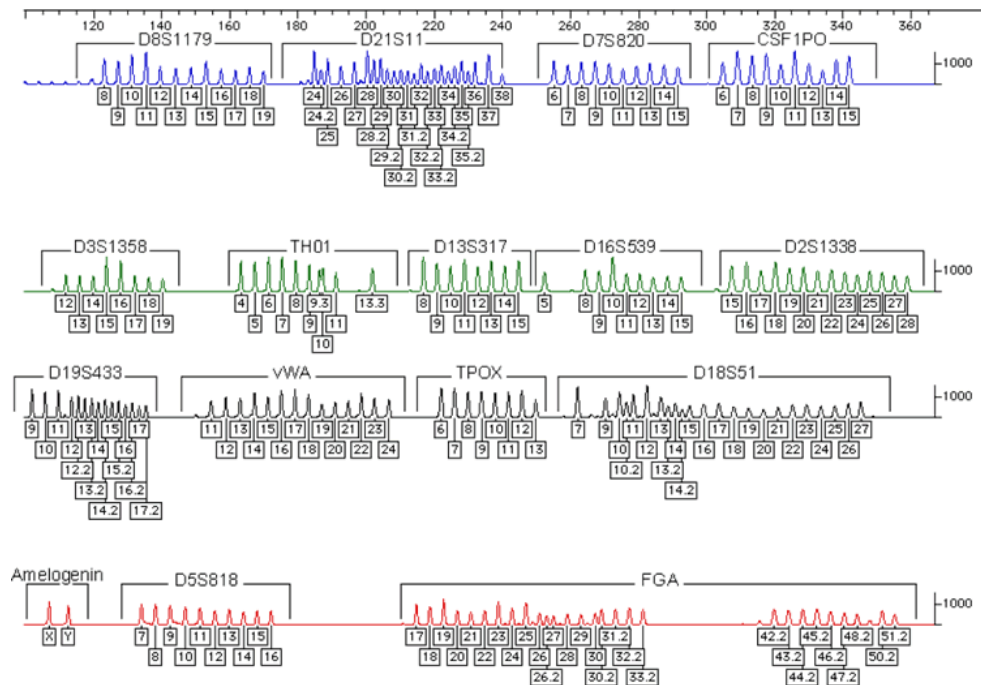 120 140 160 180 200 220 240 260 280 300 320 340 360
D8S1179 D21S11 D7S820 CSF1PO
1000
8 10 12 14 16 18 24 26 28 30 32 34 36 38 6 8 10 12 14 6 8 10 12 14
9 11 13 15 17 19 24.2 27 29 31 33 35 37 7 9 11 13 15 7 9 11 13 15
25 28.2 31.2 34.2
29.2 32.2 35.2
30.2 33.2
D3S1358 TH01 D13S317 D16S539 D2S1338
1000
12 14 16 18 4 6 8 9.3 13.3 8 10 12 14 5 8 10 12 14 15 17 19 21 23 25 27
13 15 17 19 5 7 9 11 9 11 13 15 9 11 13 15 16 18 20 22 24 26 28
10
D19S433 vWA TPOX D18S51
1000
9 11 13 15 17 11 13 15 17 19 21 23 6 8 10 12 7 9 11 13 15 17 19 21 23 25 27
10 12 14 16 12 14 16 18 20 22 24 7 9 11 13 10 12 14 16 18 20 22 24 26
12.2 15.2 10.2 13.2
13.2 16.2 14.2
14.2 17.2
Amelogenin D5S818 FGA
1000
X Y 7 9 11 13 15 17 19 21 23 25 27 29 31.2 42.2 45.2 48.2 51.2
8 10 12 14 16 18 20 22 24 26 28 30 32.2 43.2 46.2 50.2
26.2 30.2 33.2 44.2 47.2